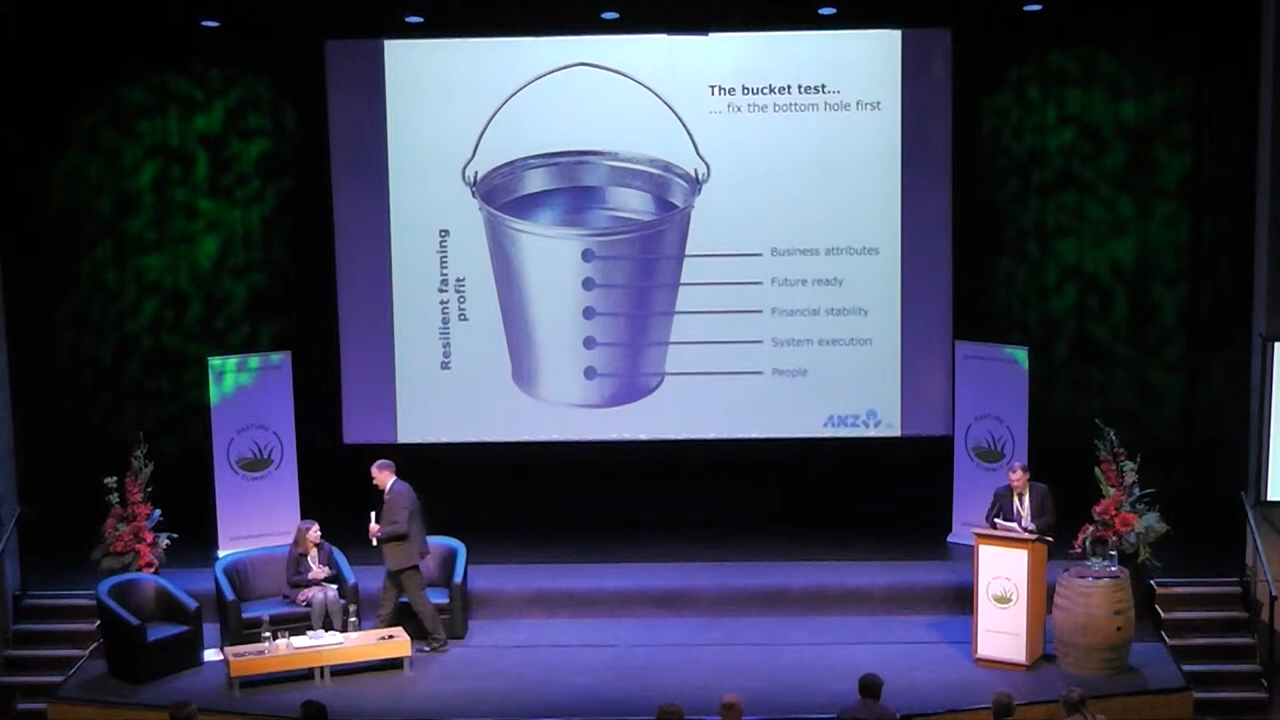 The bucket test...
... fix the bottom hole first
Resilient farming
profit
Business attributes
Future ready
Financial stability
System execution
People
ANZ
PASTURE
SUMMIT
PASTURE
SUMMIT